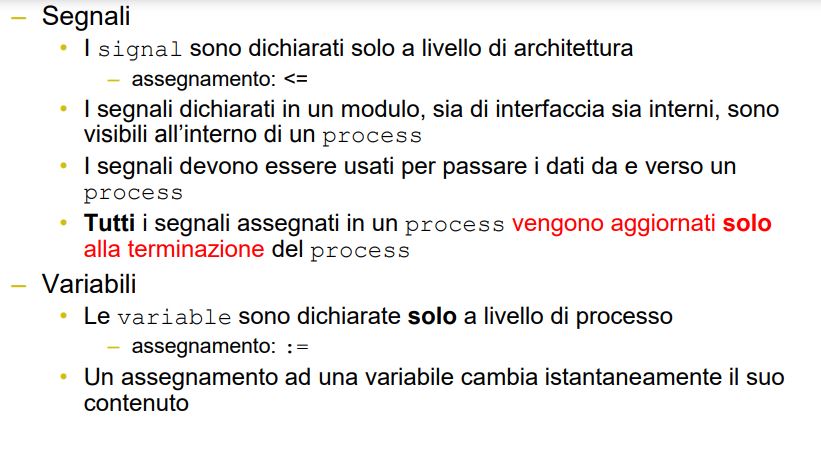 – Segnali
• I signal sono dichiarati solo a livello di architettura
– assegnamento: <=
• I segnali dichiarati in un modulo, sia di interfaccia sia interni, sono
visibili all’interno di un process
• I segnali devono essere usati per passare i dati da e verso un
process
• Tutti i segnali assegnati in un process vengono aggiornati solo
alla terminazione del process
– Variabili
• Le variable sono dichiarate solo a livello di processo
– assegnamento: :=
• Un assegnamento ad una variabile cambia istantaneamente il suo
contenuto